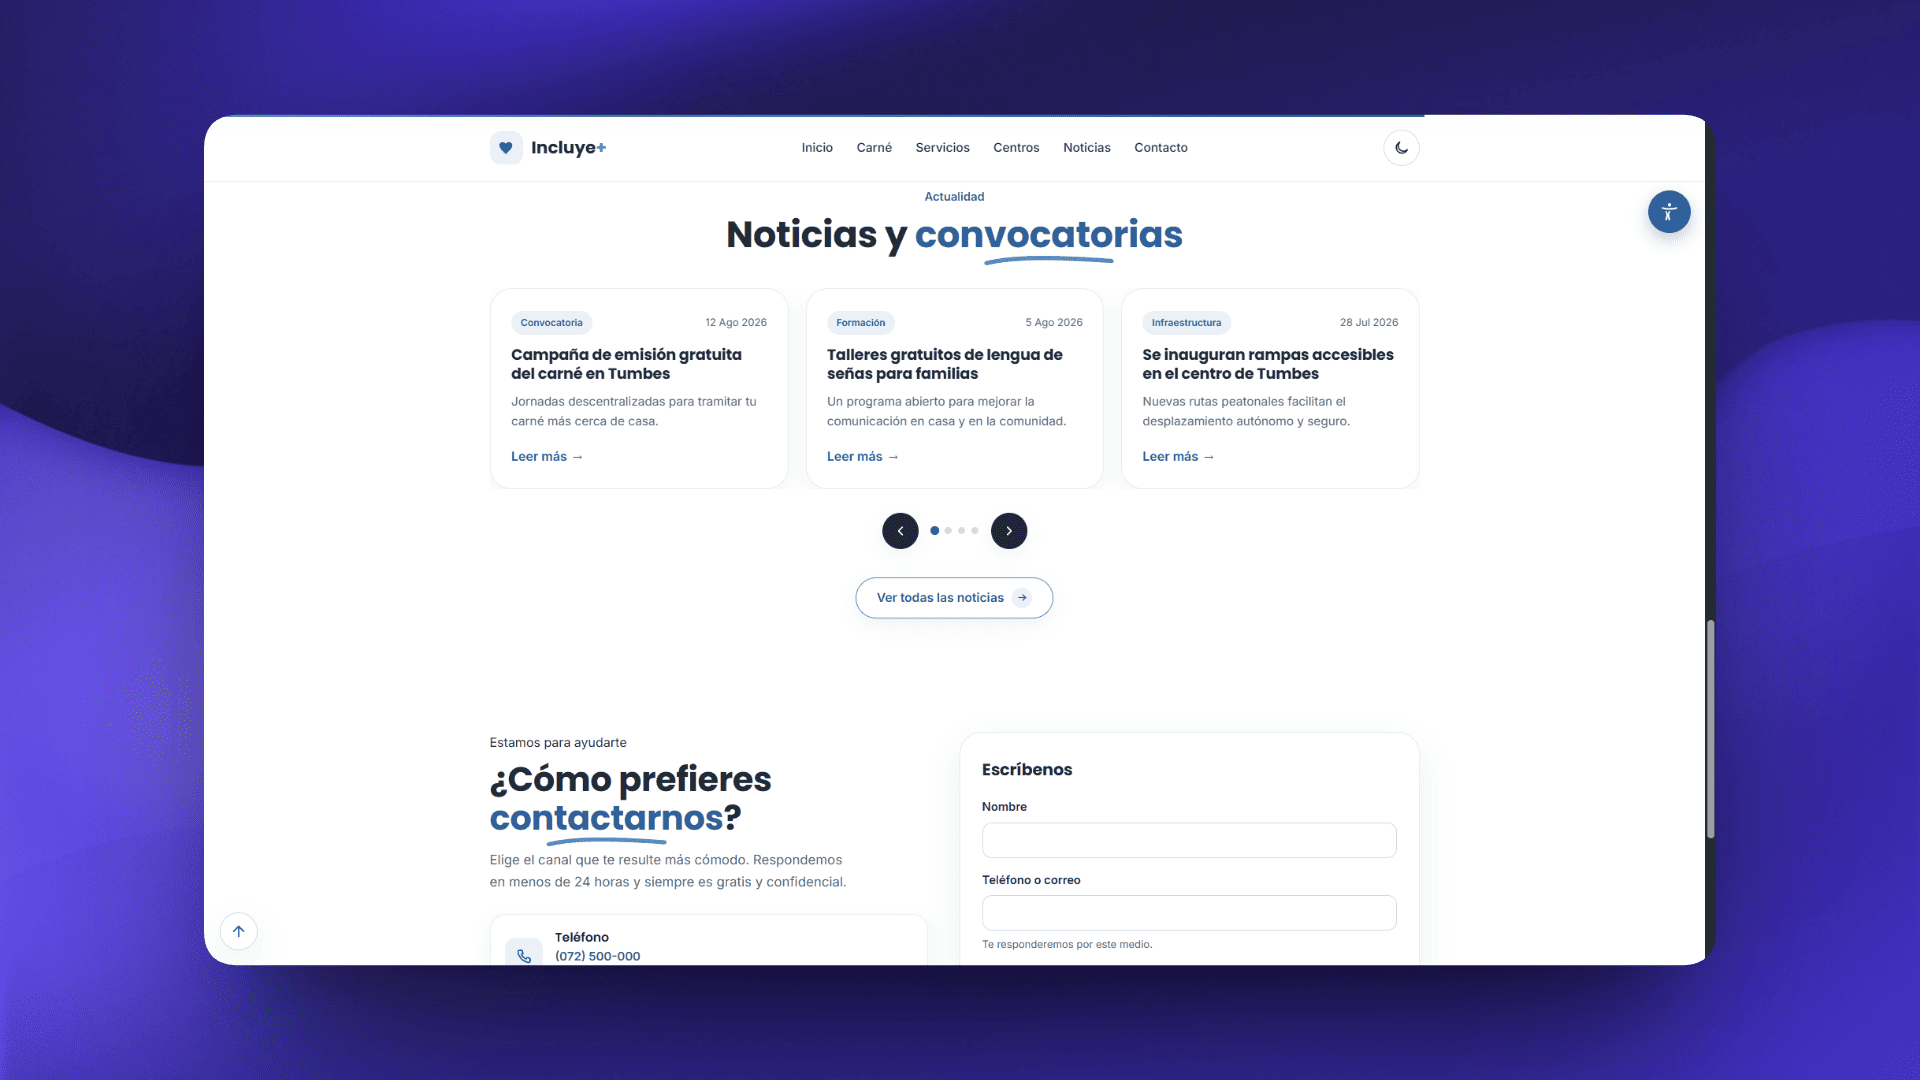 Incluye+
Inicio
Carné
Servicios
Centros
Noticias
Contacto
Actualidad
Noticias y convocatorias
Convocatoria
12 Ago 2026
Campaña de emisión gratuita
del carné en Tumbes
Jornadas descentralizadas para tramitar tu
carné más cerca de casa.
Leer más →
Formación
5 Ago 2026
Talleres gratuitos de lengua de
señas para familias
Un programa abierto para mejorar la
comunicación en casa y en la comunidad.
Leer más →
Infraestructura
28 Jul 2026
Se inauguran rampas accesibles
en el centro de Tumbes
Nuevas rutas peatonales facilitan el
desplazamiento autónomo y seguro.
Leer más →
Ver todas las noticias →
Estamos para ayudarte
¿Cómo prefieres
contactarnos?
Elige el canal que te resulte más cómodo. Respondemos
en menos de 24 horas y siempre es gratis y confidencial.
Teléfono
(072) 500-000
Escríbenos
Nombre
Teléfono o correo
Te responderemos por este medio.